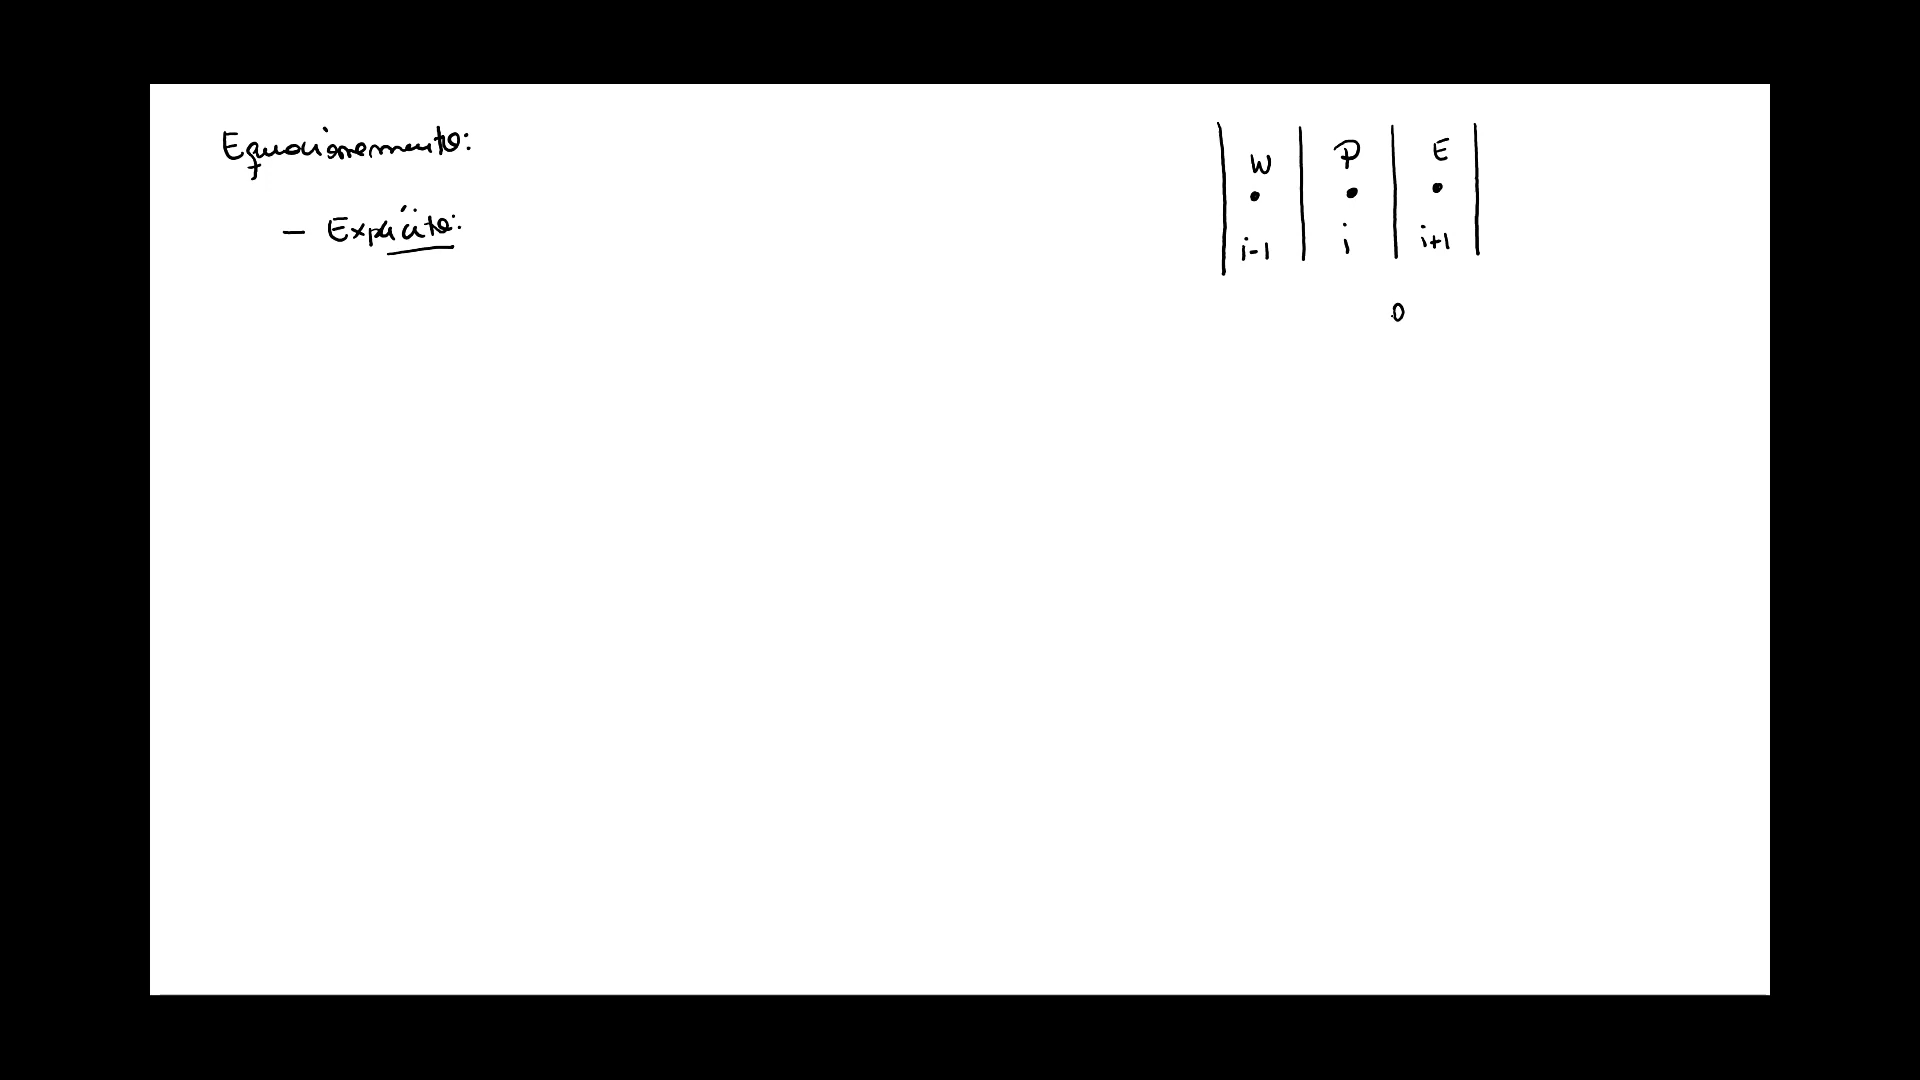 Equacionamento:
- Explícito:
W P E
i-1 i i+1
0